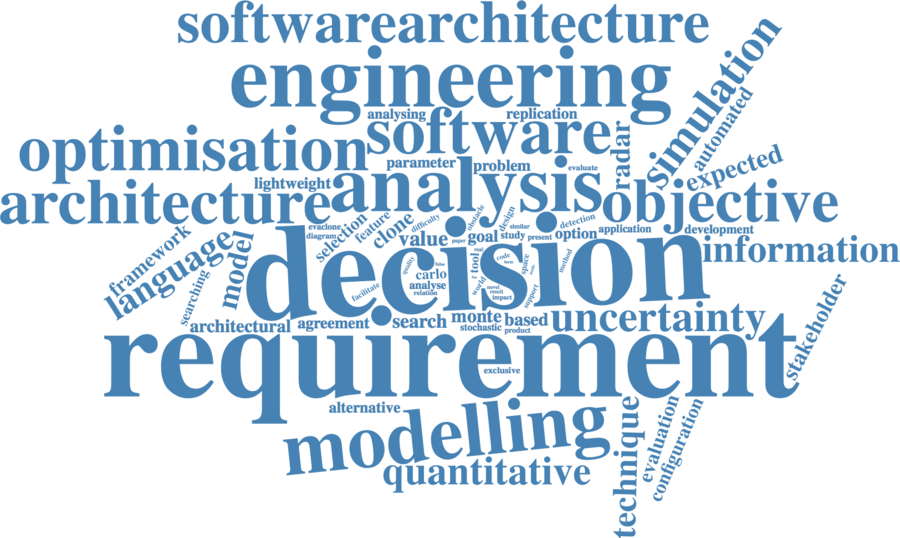 softwarearchitecture
engineering
simulation
analysing
replication
automated
software
optimisation
radar
parameter
problem
evaluate
expected
lightweight
analysis
architecture
objective
selection
feature
clone
difficulty
obstacle
design
similar
detection
evaclone
diagram
value
paper
goal
study
present
option
application
development
framework
language
model
searching
decision
information
quality
false
carlo
analyse
relation
facilitate
real
tool
world
code
term
space
novel
result
impact
support
method
architectural
agreement
search
monte
stochastic
based
product
uncertainty
stakeholder
requirement
exclusive
alternative
modelling
quantitative
technique
evaluation
configuration